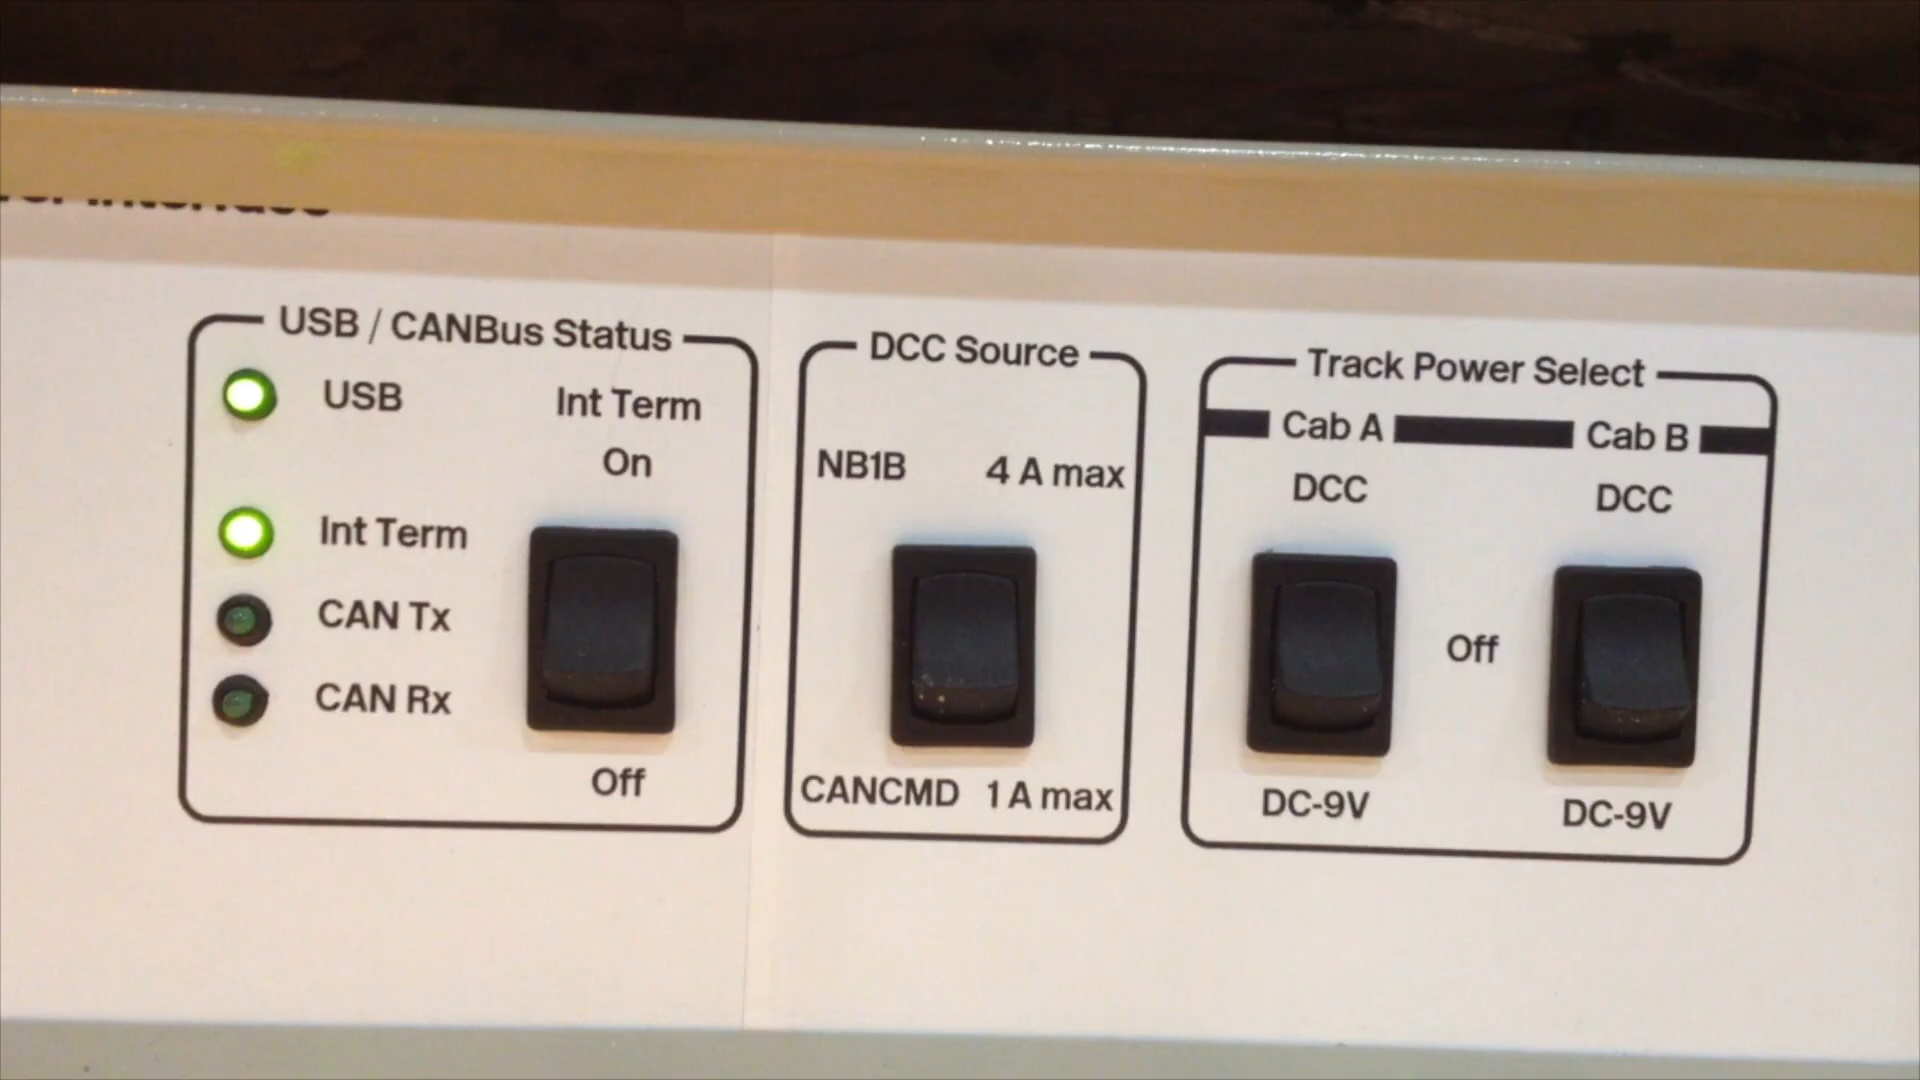 USB / CANBus Status
USB
Int Term
On
Int Term
CAN Tx
CAN Rx
Off
DCC Source
NB1B 4 A max
CANCMD 1 A max
Track Power Select
Cab A Cab B
DCC DCC
Off
DC-9V DC-9V